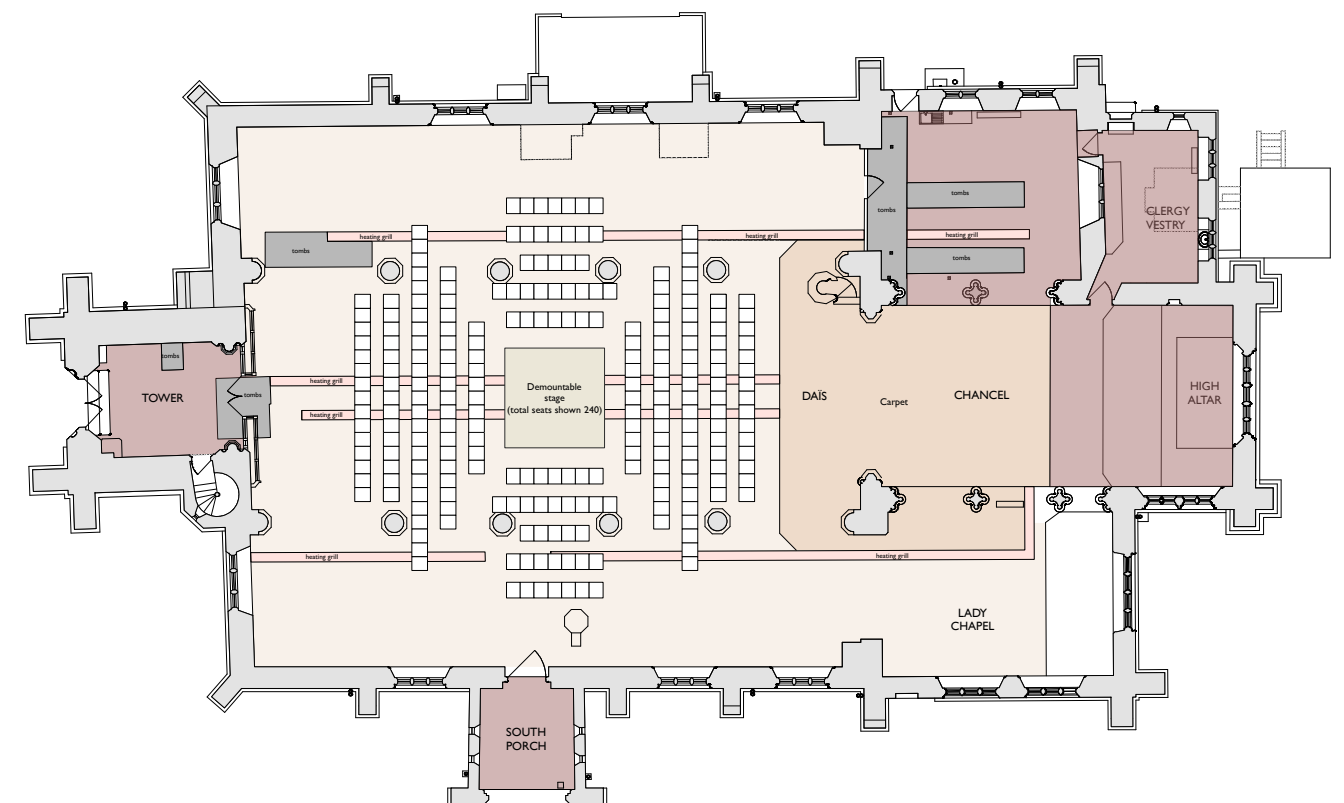 tombs
tombs
tombs
CLERGY
VESTRY
heating grill
heating grill
heating grill
tombs
tombs
tombs
TOWER
tombs
heating grill
heating grill
Demountable
stage
(total seats shown 240)
DAÏS
Carpet
CHANCEL
HIGH
ALTAR
heating grill
heating grill
LADY
CHAPEL
SOUTH
PORCH